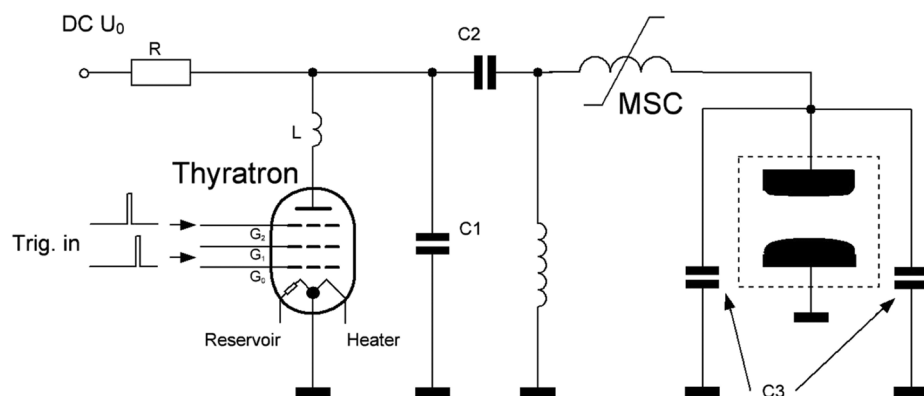 DC U₀
R
C2
MSC
L
Thyratron
G₂
Trig. in
G₁
G₀
C1
Reservoir
Heater
C3